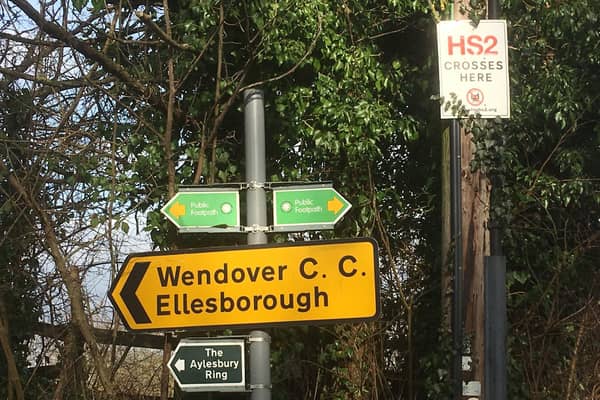 HS2
CROSSES
HERE
Public
Footpath
Public
Footpath
Wendover C. C.
Ellesborough
The
Aylesbury
Ring